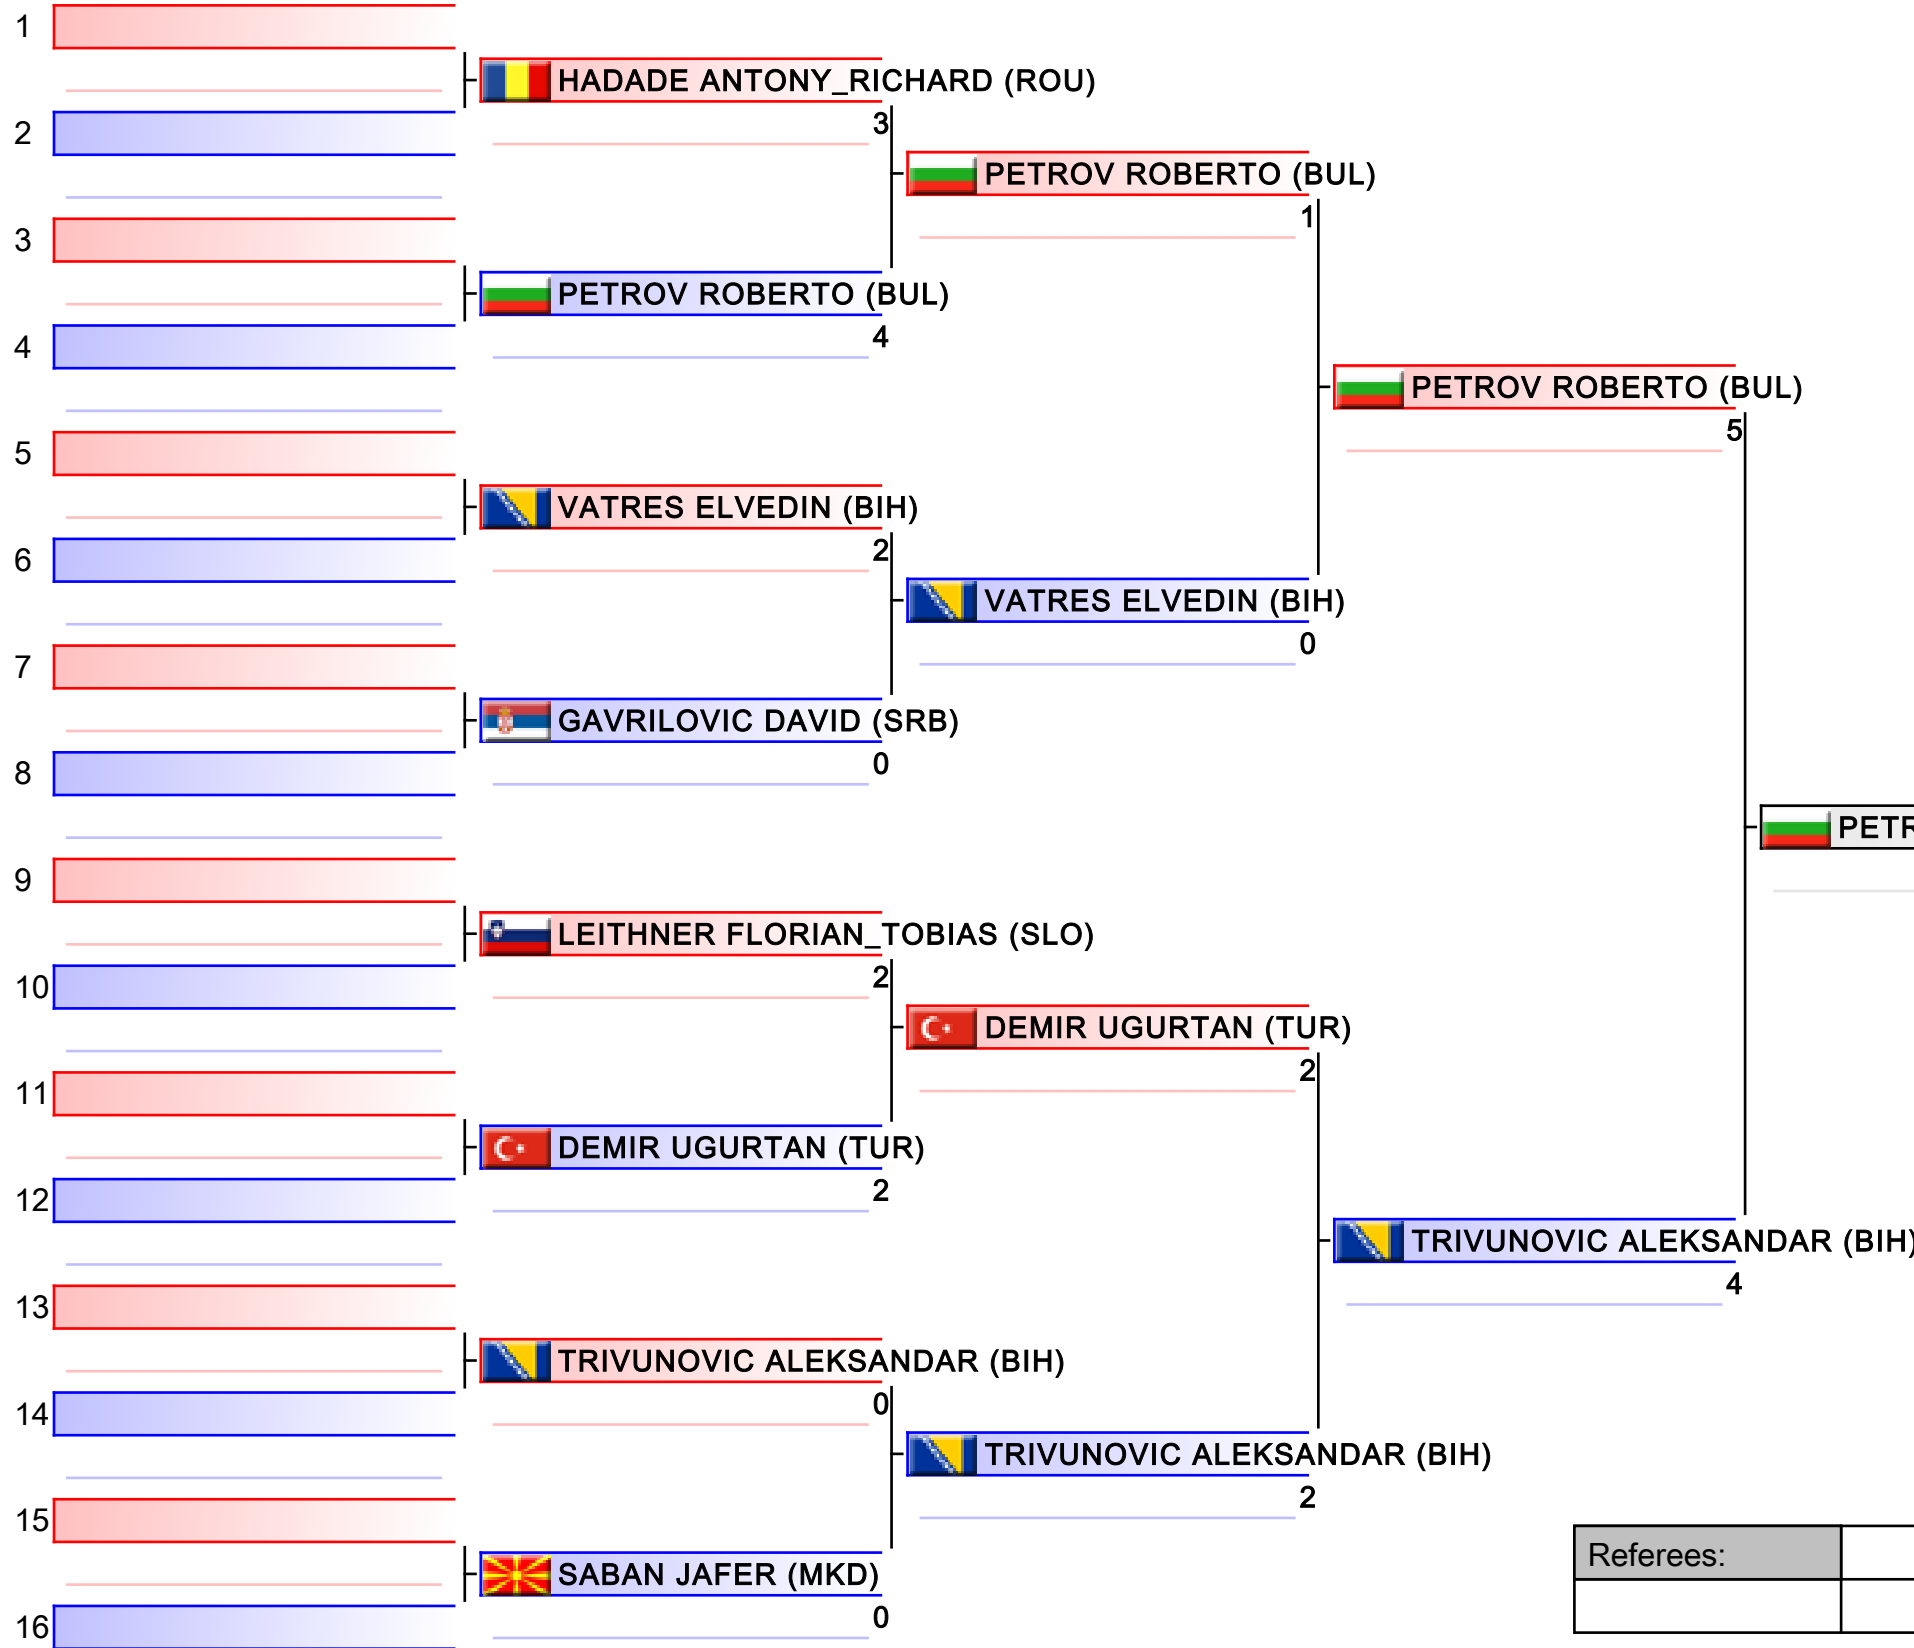 1
HADADE ANTONY_RICHARD (ROU)
3
2
PETROV ROBERTO (BUL)
1
3
PETROV ROBERTO (BUL)
4
4
PETROV ROBERTO (BUL)
5
5
VATRES ELVEDIN (BIH)
2
6
VATRES ELVEDIN (BIH)
0
7
GAVRILOVIC DAVID (SRB)
0
8
PETR
9
LEITHNER FLORIAN_TOBIAS (SLO)
2
10
DEMIR UGURTAN (TUR)
2
11
DEMIR UGURTAN (TUR)
2
12
TRIVUNOVIC ALEKSANDAR (BIH)
4
13
TRIVUNOVIC ALEKSANDAR (BIH)
0
14
TRIVUNOVIC ALEKSANDAR (BIH)
2
15
Referees:
SABAN JAFER (MKD)
0
16